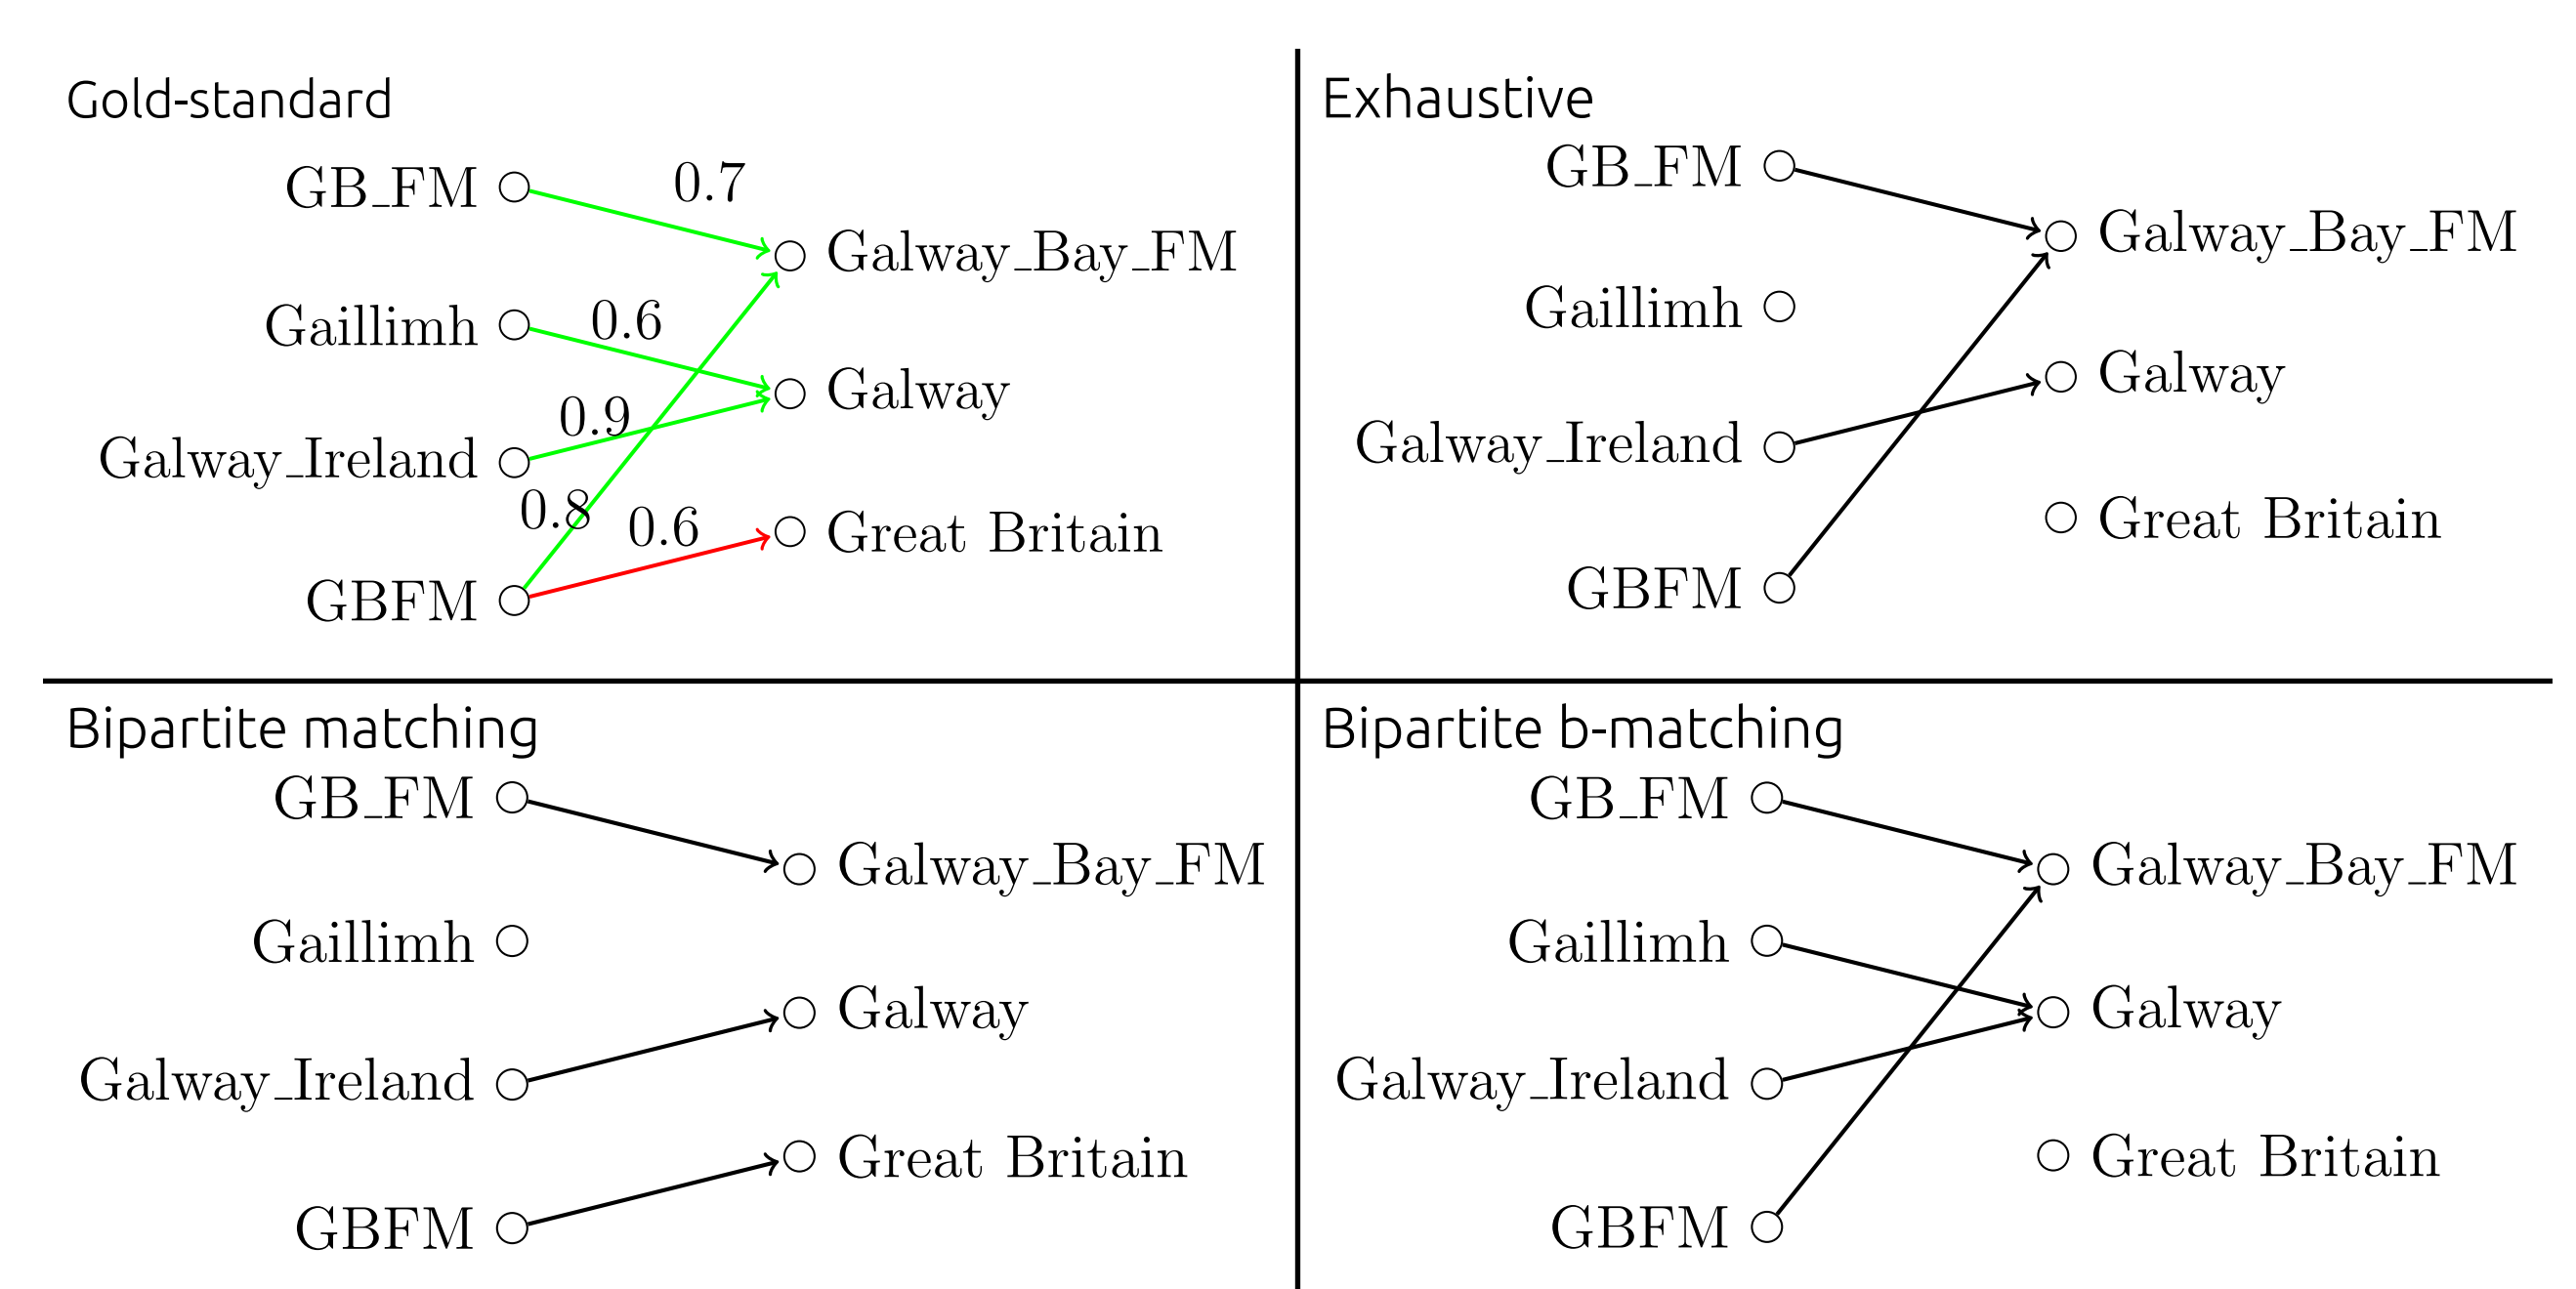 Gold-standard
GB_FM
0.7
Galway_Bay_FM
Gaillimh
0.6
Galway
0.9
Galway_Ireland
0.8
0.6
Great Britain
GBFM
Exhaustive
GB_FM
Galway_Bay_FM
Gaillimh
Galway
Galway_Ireland
Great Britain
GBFM
Bipartite matching
GB_FM
Galway_Bay_FM
Gaillimh
Galway
Galway_Ireland
Great Britain
GBFM
Bipartite b-matching
GB_FM
Galway_Bay_FM
Gaillimh
Galway
Galway_Ireland
Great Britain
GBFM